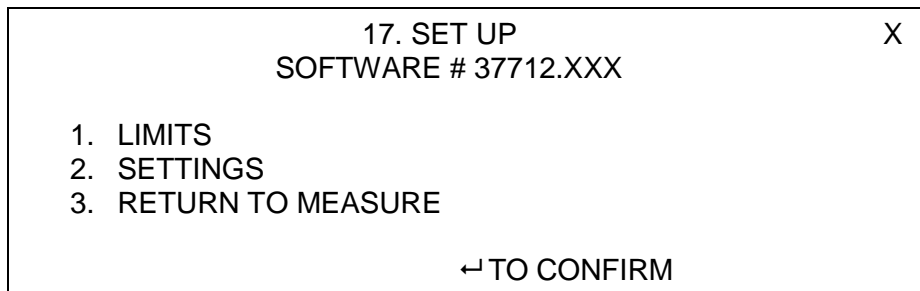 17. SET UP X
SOFTWARE # 37712.XXX
1. LIMITS
2. SETTINGS
3. RETURN TO MEASURE
↵ TO CONFIRM